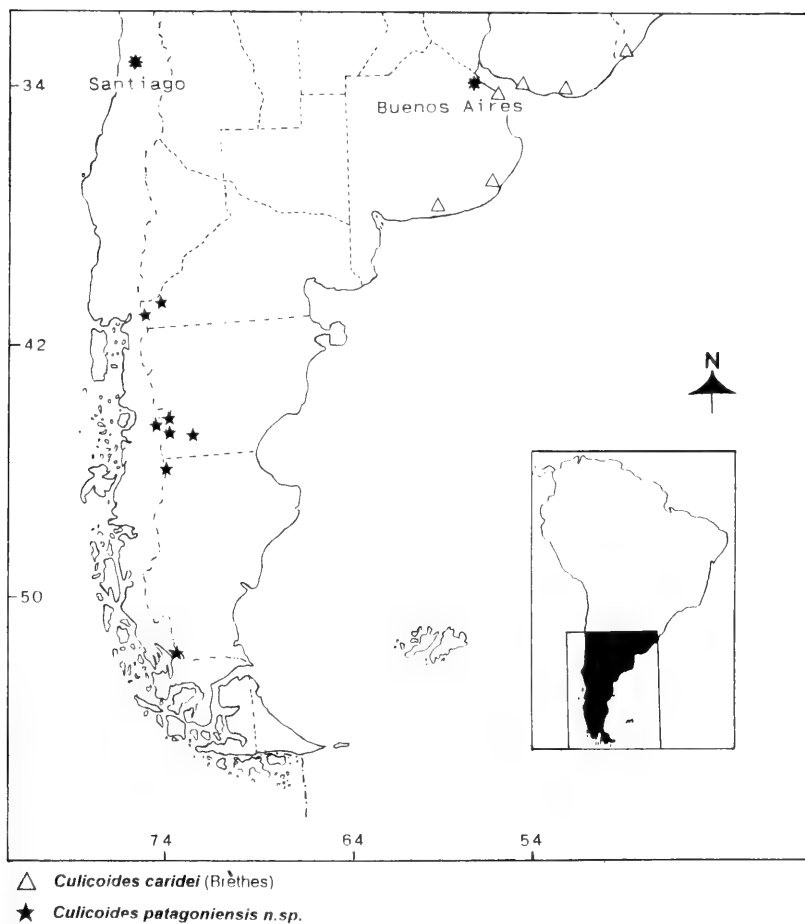 -34
Santiago
Buenos Aires
-42
N
-50
74 64 54
△ Culicoides caridei (Brèthes)
★ Culicoides patagoniensis n.sp.